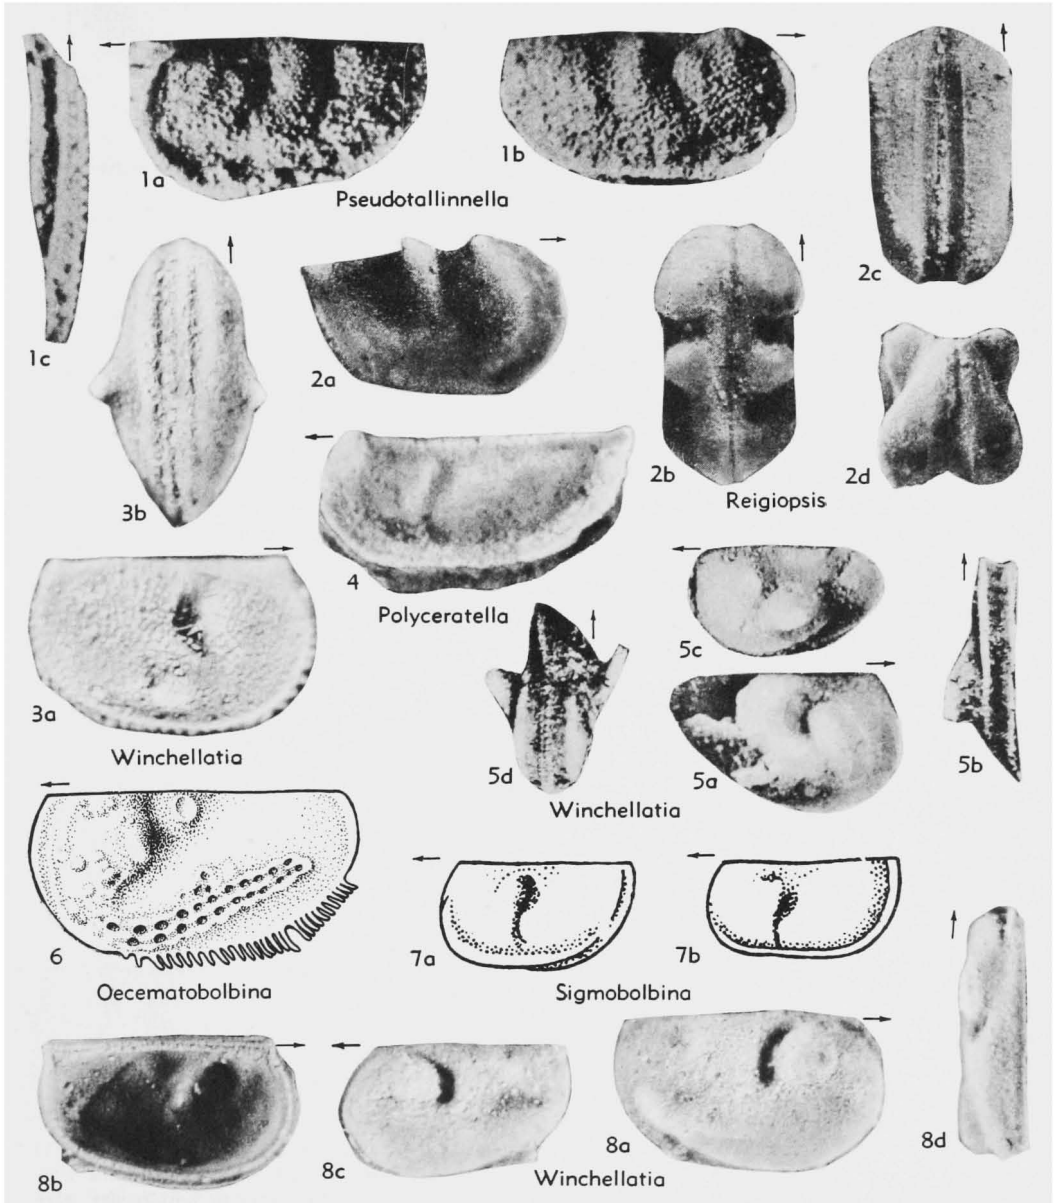 1a
1b
Pseudotallinnella
1c
2a
2c
3b
2b
2d
Reigiopsis
4
Polyceratella
3a
Winchellatia
5c
5d
5a
5b
Winchellatia
6
Oecematobolbina
7a
7b
Sigmobolbina
8b
8c
8a
8d
Winchellatia